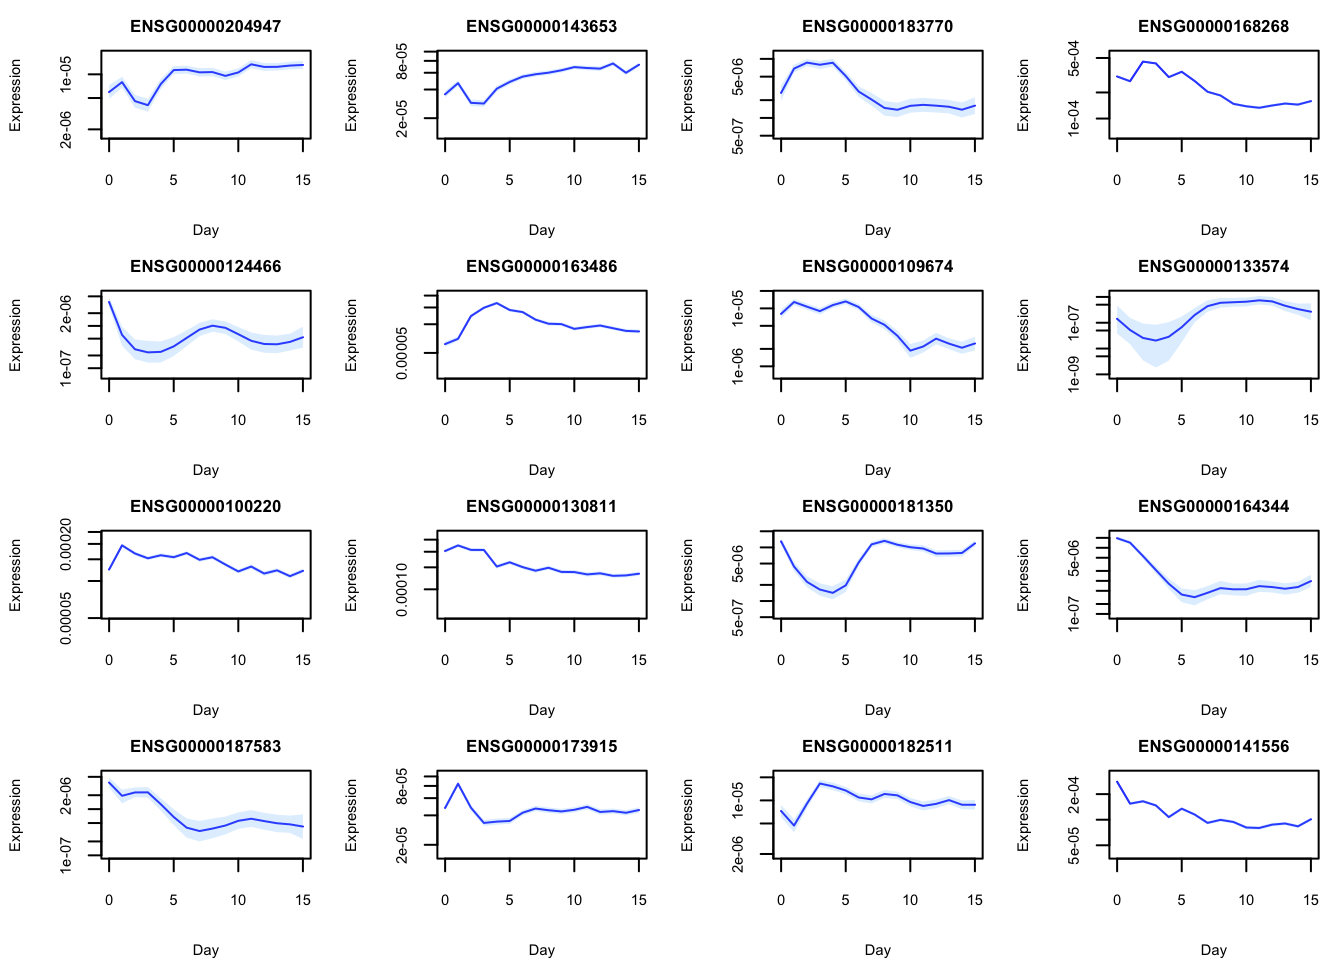 ENSG00000204947
Expression
1e-05
2e-06
0 5 10 15
Day
ENSG00000143653
Expression
8e-05
2e-05
0 5 10 15
Day
ENSG00000183770
Expression
5e-06
5e-07
0 5 10 15
Day
ENSG00000168268
Expression
5e-04
1e-04
0 5 10 15
Day
ENSG00000124466
Expression
2e-06
1e-07
0 5 10 15
Day
ENSG00000163486
Expression
0.00005
0 5 10 15
Day
ENSG00000109674
Expression
1e-05
1e-06
0 5 10 15
Day
ENSG00000133574
Expression
1e-07
1e-09
0 5 10 15
Day
ENSG00000100220
Expression
0.00020
0.00005
0 5 10 15
Day
ENSG00000130811
Expression
0.00010
0 5 10 15
Day
ENSG00000181350
Expression
5e-06
5e-07
0 5 10 15
Day
ENSG00000164344
Expression
5e-06
1e-07
0 5 10 15
Day
ENSG00000187583
Expression
2e-06
1e-07
0 5 10 15
Day
ENSG00000173915
Expression
8e-05
2e-05
0 5 10 15
Day
ENSG00000182511
Expression
1e-05
2e-06
0 5 10 15
Day
ENSG00000141556
Expression
2e-04
5e-05
0 5 10 15
Day